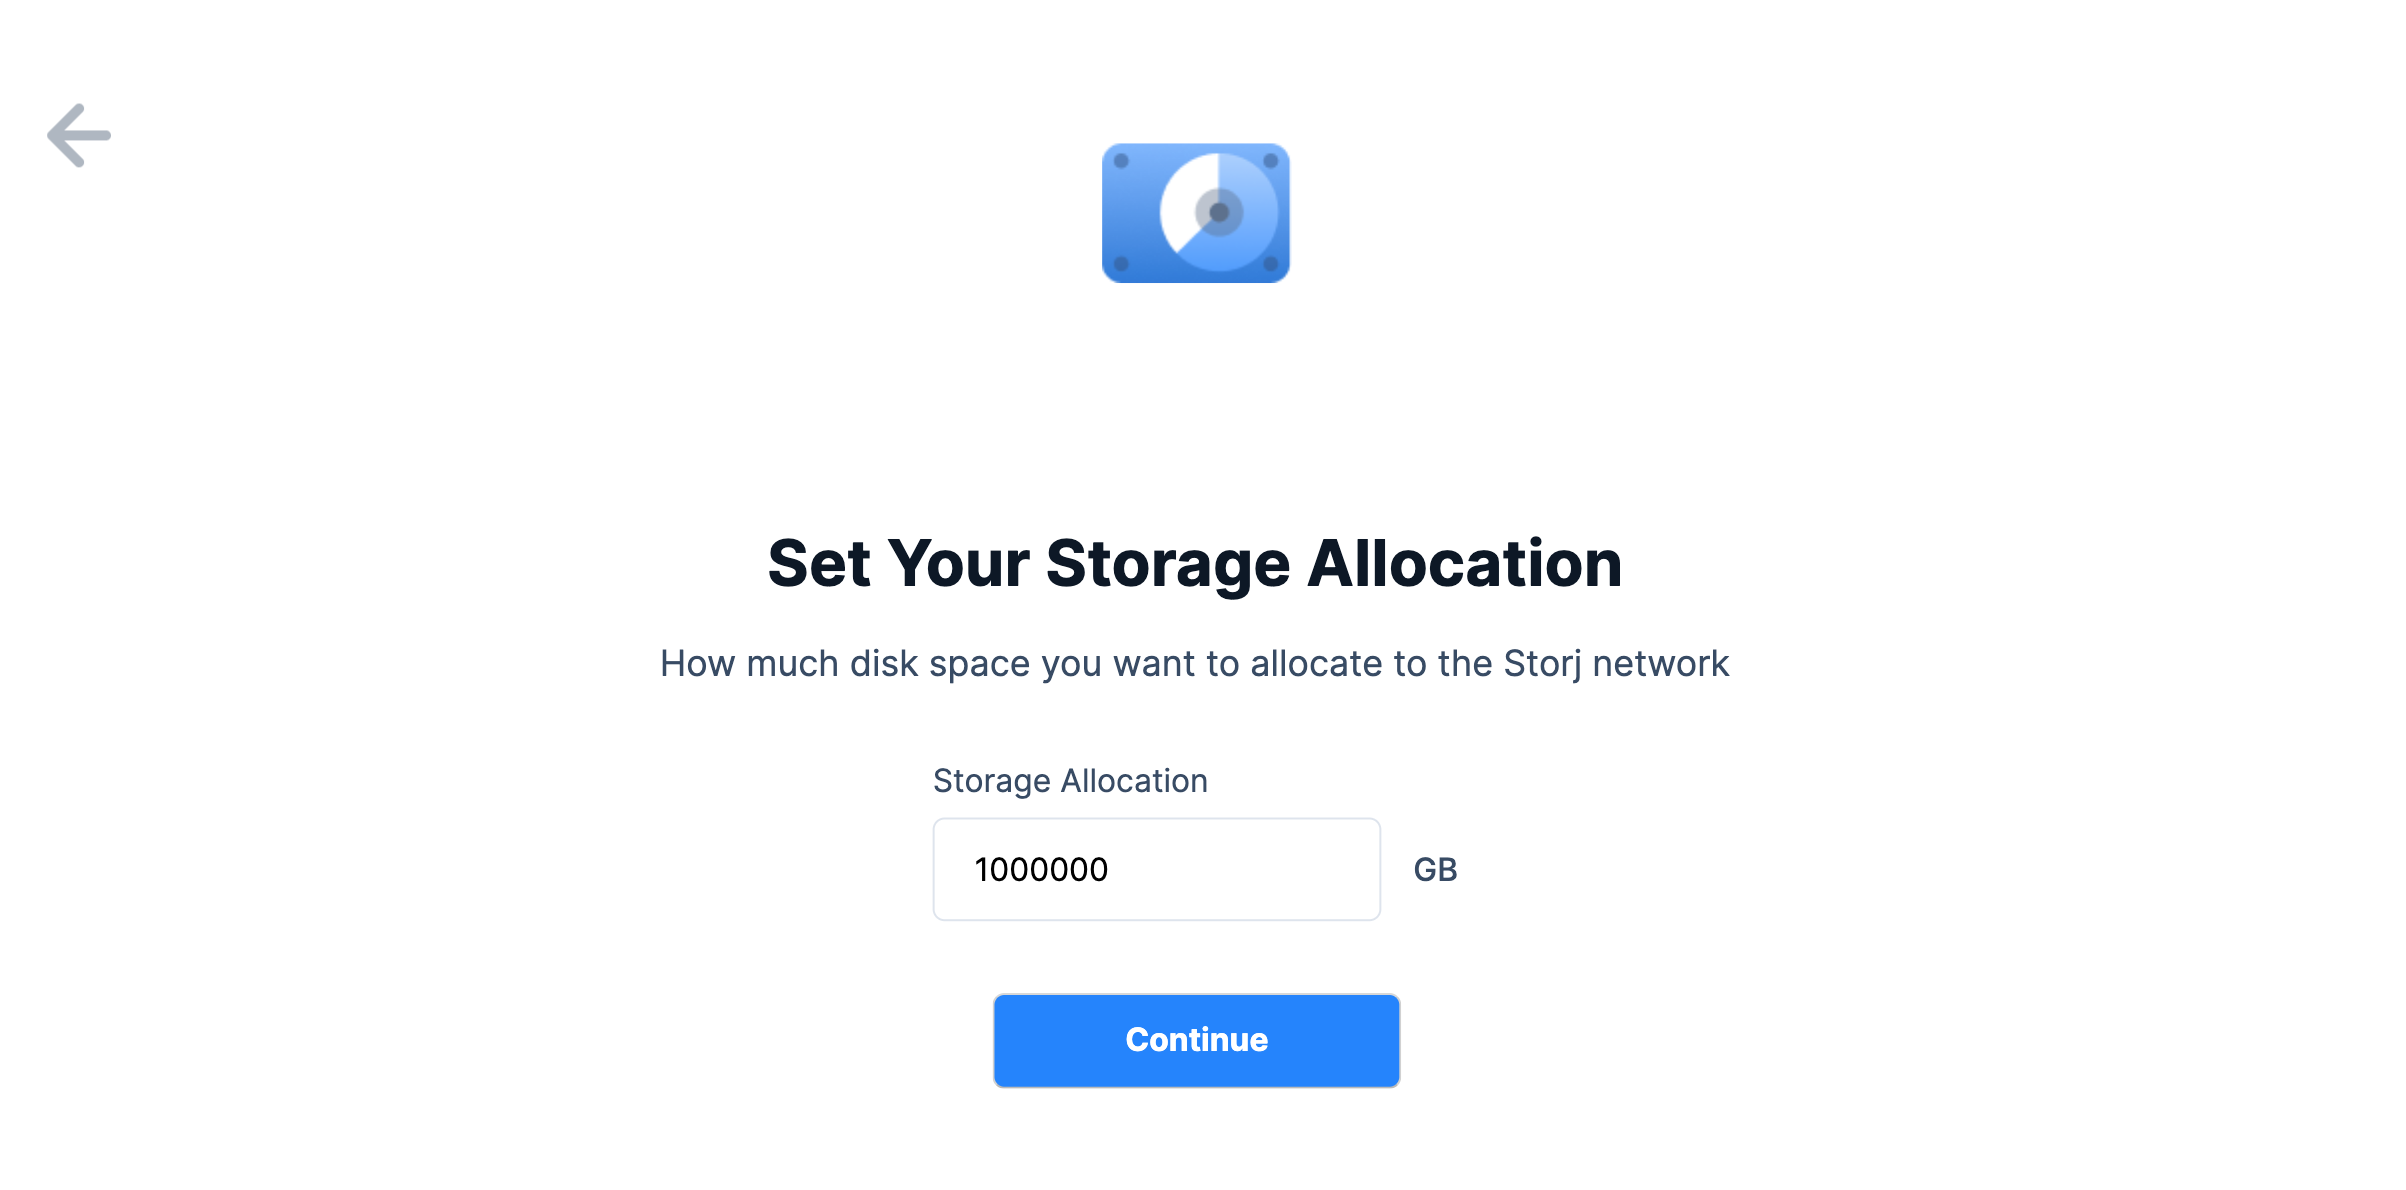 Set Your Storage Allocation
How much disk space you want to allocate to the Storj network
Storage Allocation
1000000 GB
Continue